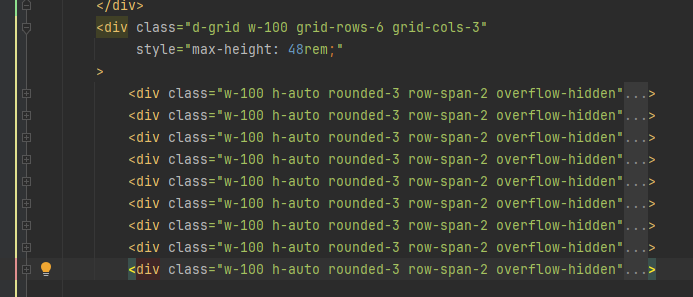 </div>
<div class="d-grid w-100 grid-rows-6 grid-cols-3"
style="max-height: 48rem;"
>
<div class="w-100 h-auto rounded-3 row-span-2 overflow-hidden"...>
<div class="w-100 h-auto rounded-3 row-span-2 overflow-hidden"...>
<div class="w-100 h-auto rounded-3 row-span-2 overflow-hidden"...>
<div class="w-100 h-auto rounded-3 row-span-2 overflow-hidden"...>
<div class="w-100 h-auto rounded-3 row-span-2 overflow-hidden"...>
<div class="w-100 h-auto rounded-3 row-span-2 overflow-hidden"...>
<div class="w-100 h-auto rounded-3 row-span-2 overflow-hidden"...>
<div class="w-100 h-auto rounded-3 row-span-2 overflow-hidden"...>
<div class="w-100 h-auto rounded-3 row-span-2 overflow-hidden"...>